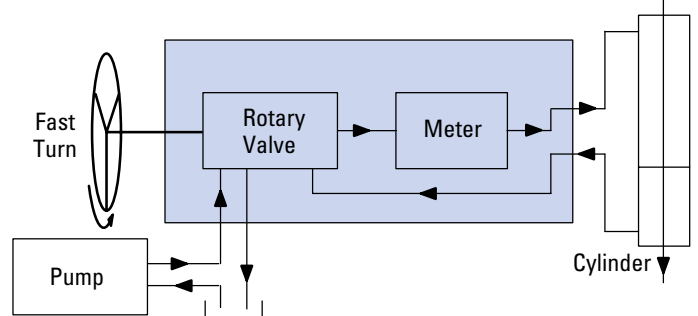 Fast
Turn
Rotary
Valve
Meter
Pump
Cylinder